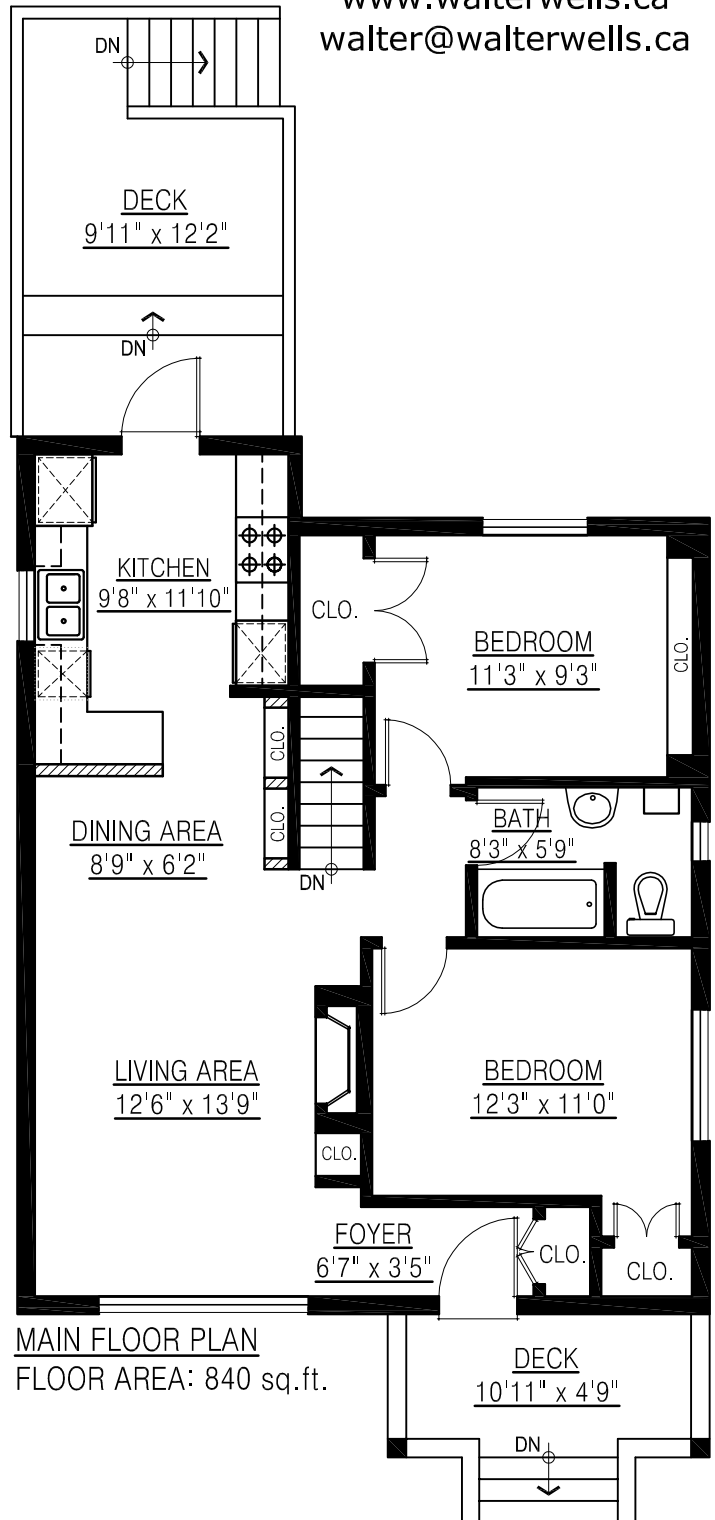 www.walterwells.ca
walter@walterwells.ca
DN
DECK
9'11" x 12'2"
DN
KITCHEN
9'8" x 11'10"
CLO.
BEDROOM
11'3" x 9'3"
CLO.
CLO.
CLO.
DINING AREA
8'9" x 6'2"
BATH
8'3" x 5'9"
DN
LIVING AREA
12'6" x 13'9"
BEDROOM
12'3" x 11'0"
CLO.
FOYER
6'7" x 3'5"
CLO.
CLO.
MAIN FLOOR PLAN
FLOOR AREA: 840 sq.ft.
DECK
10'11" x 4'9"
DN